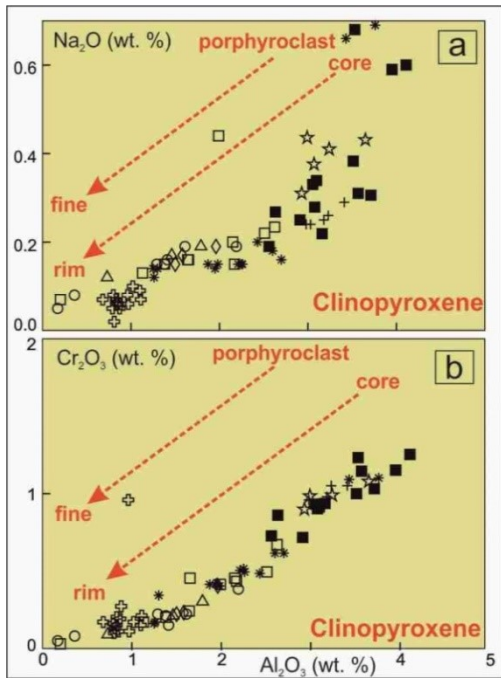 Na₂O (wt. %)
a
porphyroclast
core
fine
rim
Clinopyroxene
0.6
0.4
0.2
0.0
Cr₂O₃ (wt. %)
b
porphyroclast
core
fine
rim
Clinopyroxene
2
1
0
0 1 2 3 4 5
Al₂O₃ (wt. %)